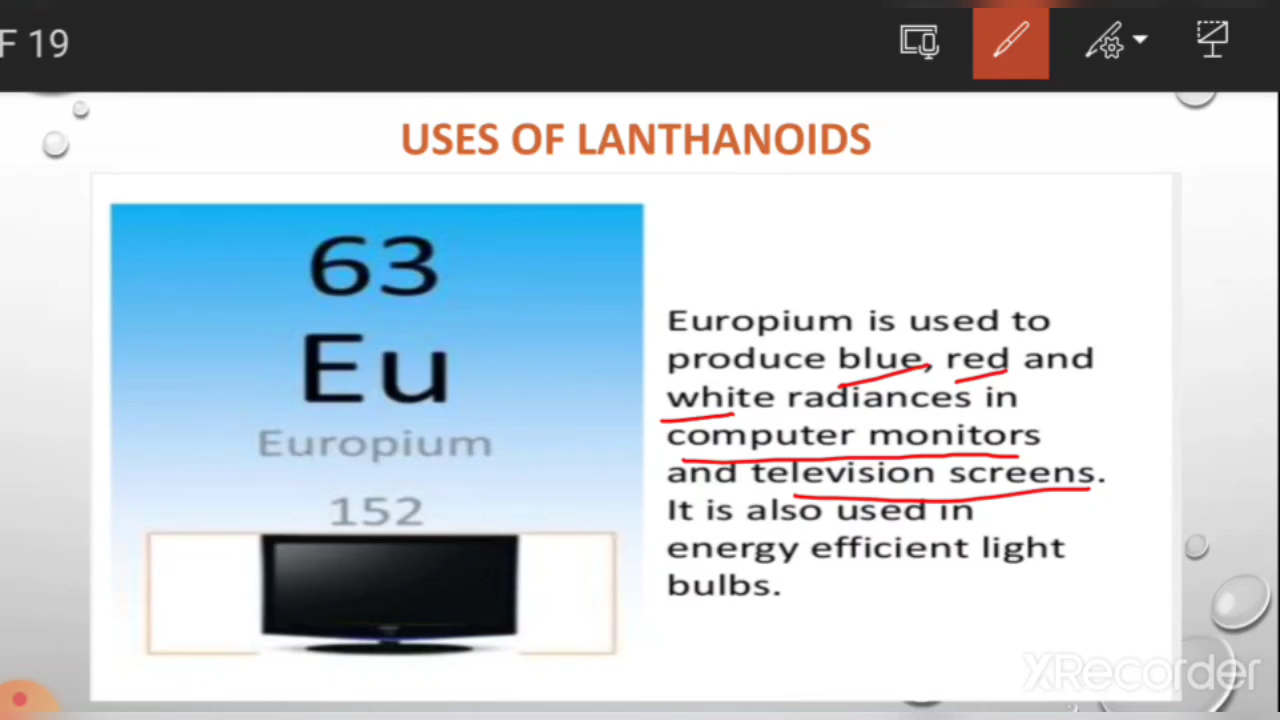 F 19
USES OF LANTHANOIDS
63
Eu
Europium
152
Europium is used to
produce blue, red and
white radiances in
computer monitors
and television screens.
It is also used in
energy efficient light
bulbs.
XRecorder